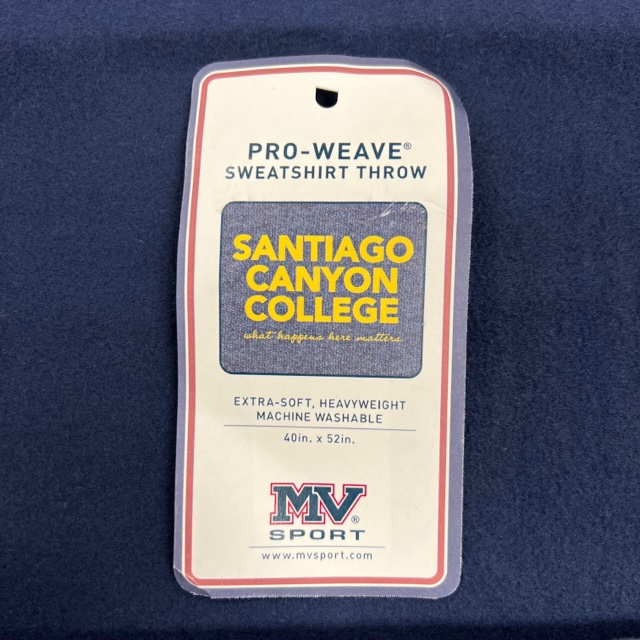 PRO-WEAVE®
SWEATSHIRT THROW
SANTIAGO
CANYON
COLLEGE
what happens here matters
EXTRA-SOFT, HEAVYWEIGHT
MACHINE WASHABLE
40in. x 52in.
MV®
SPORT
www.mvsport.com